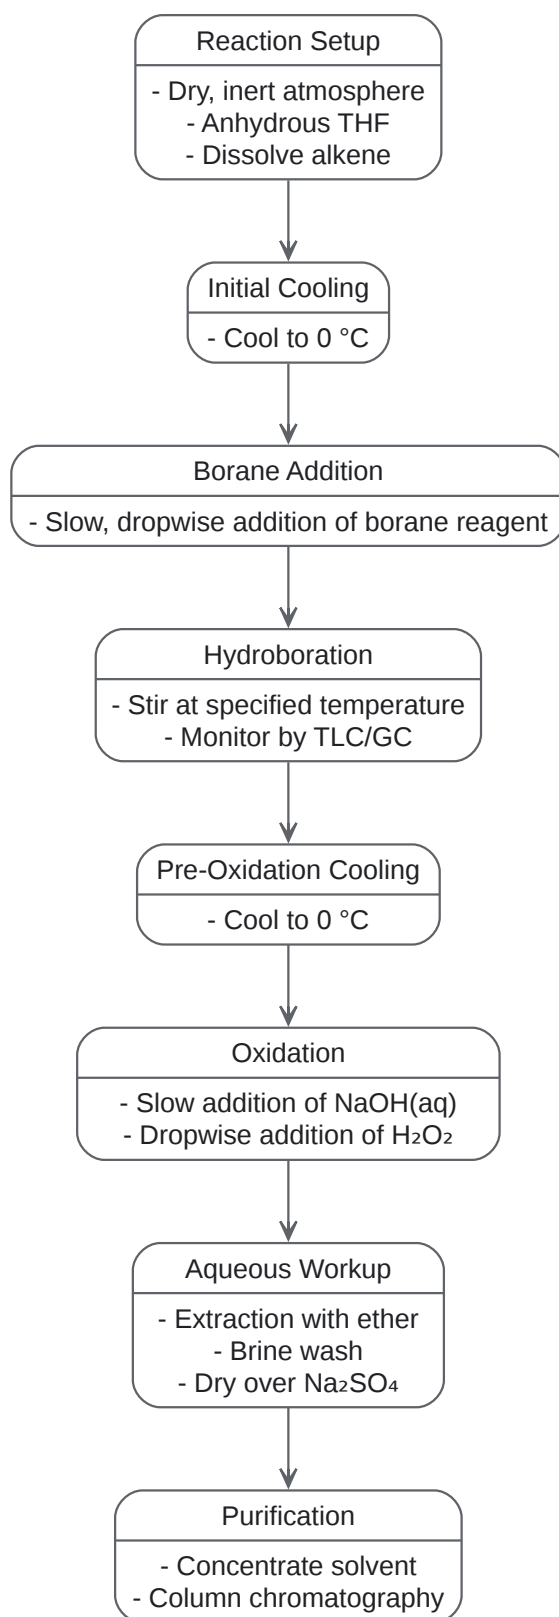 Reaction Setup
- Dry, inert atmosphere
- Anhydrous THF
- Dissolve alkene
Initial Cooling
- Cool to 0 °C
Borane Addition
- Slow, dropwise addition of borane reagent
Hydroboration
- Stir at specified temperature
- Monitor by TLC/GC
Pre-Oxidation Cooling
- Cool to 0 °C
Oxidation
- Slow addition of NaOH(aq)
- Dropwise addition of H₂O₂
Aqueous Workup
- Extraction with ether
- Brine wash
- Dry over Na₂SO₄
Purification
- Concentrate solvent
- Column chromatography